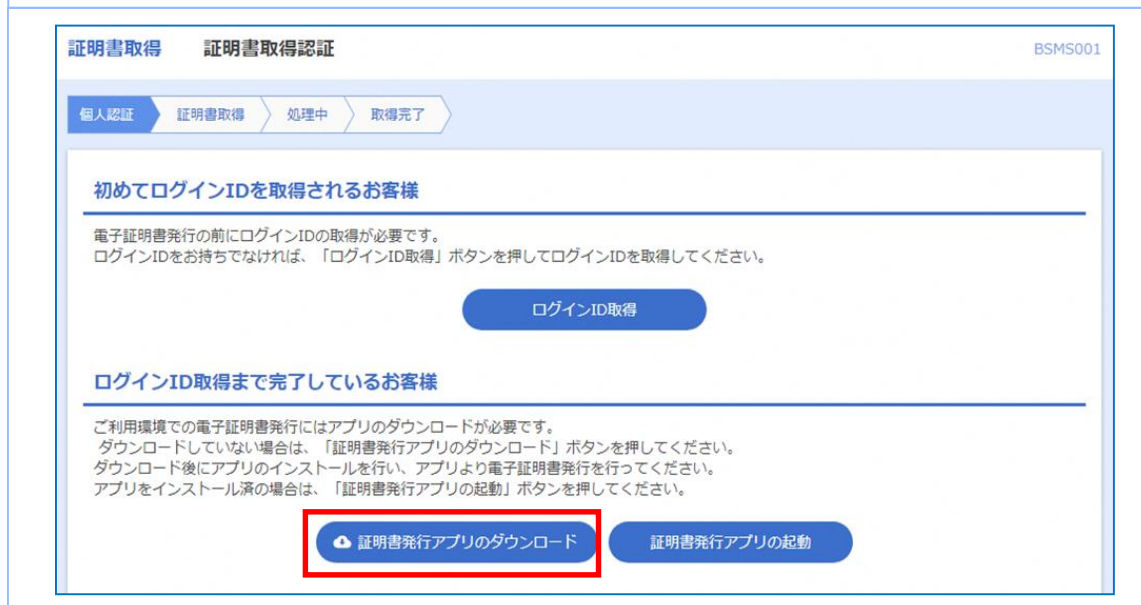 証明書取得 証明書取得認証 BSMS001
個人認証 証明書取得 処理中 取得完了
初めてログインIDを取得されるお客様
電子証明書発行の前にログインIDの取得が必要です。
ログインIDをお持ちでなければ、「ログインID取得」ボタンを押してログインIDを取得してください。
ログインID取得
ログインID取得まで完了しているお客様
ご利用環境での電子証明書発行にはアプリのダウンロードが必要です。
ダウンロードしていない場合は、「証明書発行アプリのダウンロード」ボタンを押してください。
ダウンロード後にアプリのインストールを行い、アプリより電子証明書発行を行ってください。
アプリをインストール済の場合は、「証明書発行アプリの起動」ボタンを押してください。
証明書発行アプリのダウンロード 証明書発行アプリの起動